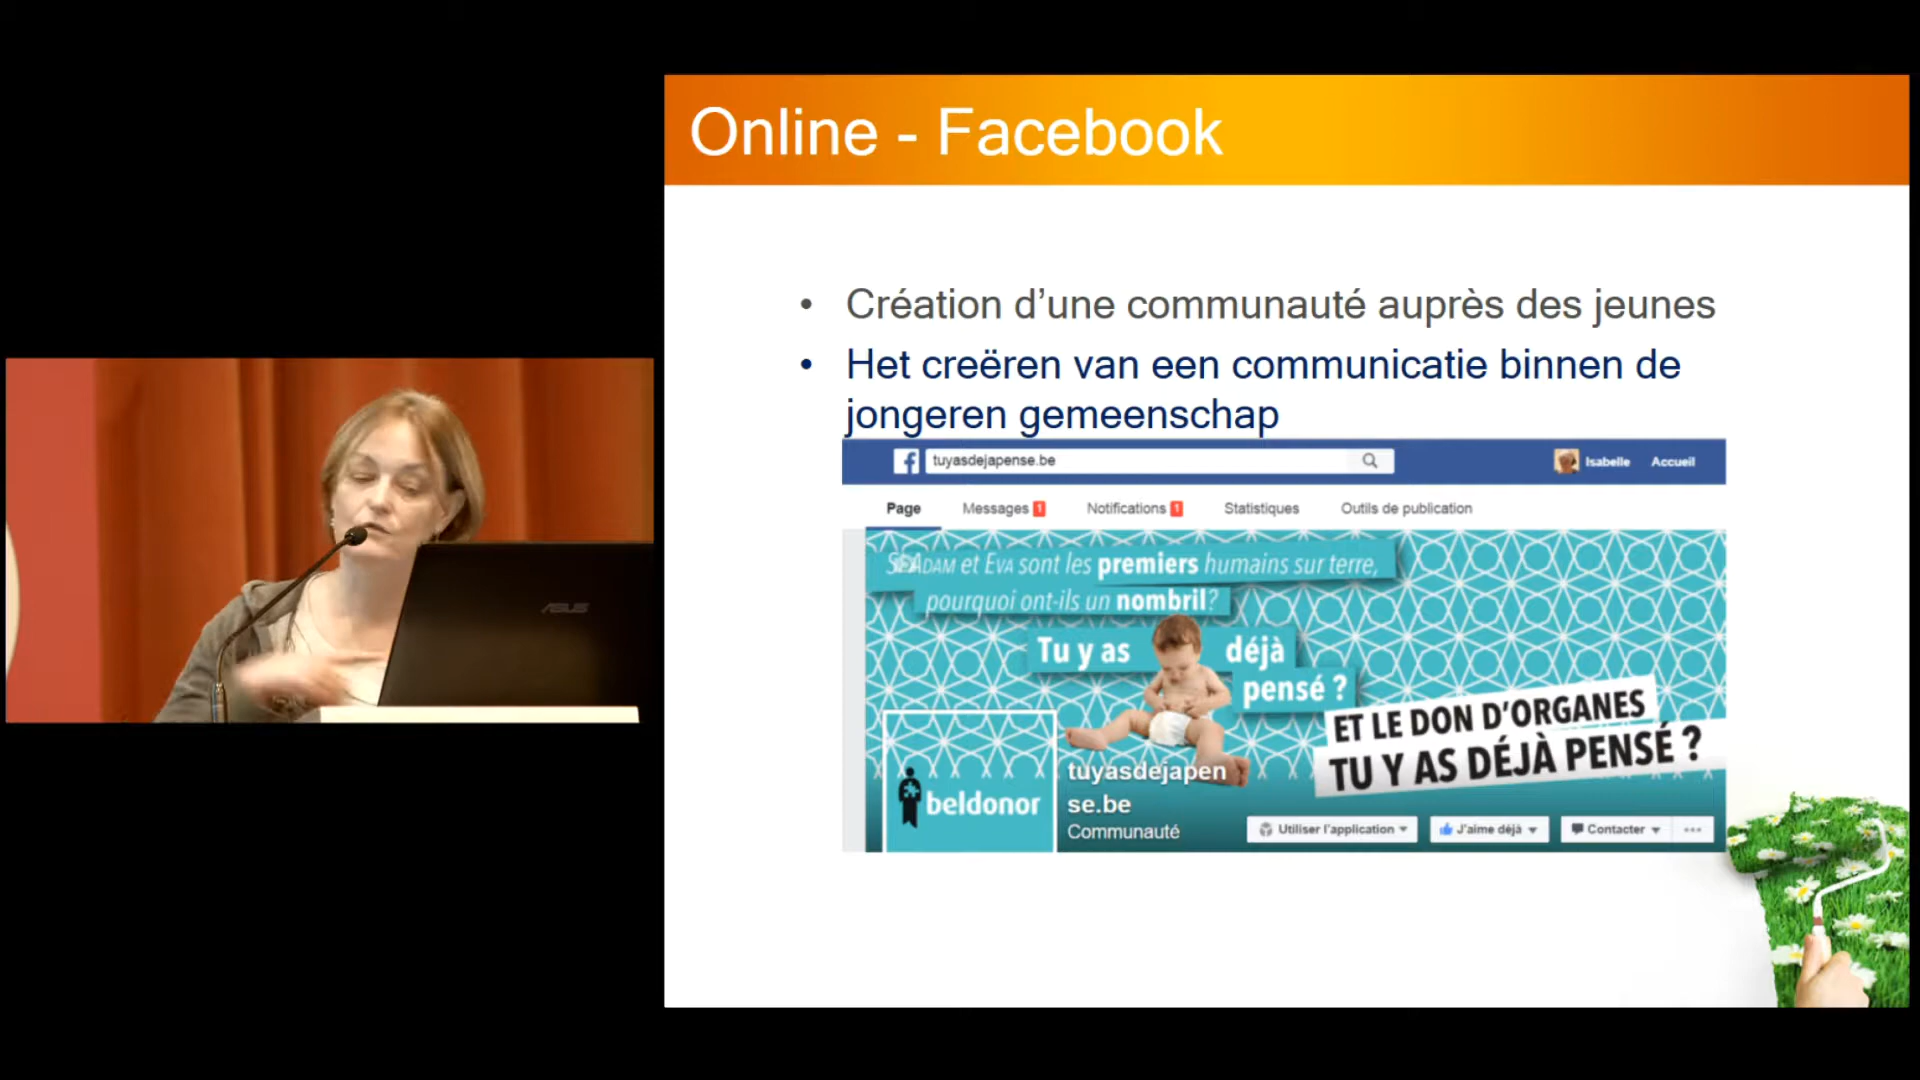 Online - Facebook
• Création d’une communauté auprès des jeunes
• Het creëren van een communicatie binnen de
jongeren gemeenschap
tuyasdejapense.be
Isabelle Accueil
Page Messages 1 Notifications 1 Statistiques Outils de publication
ADAM et EVA sont les premiers humains sur terre,
pourquoi ont-ils un nombril?
Tu y as déjà
pensé ?
ET LE DON D'ORGANES
TU Y AS DÉJÀ PENSÉ ?
beldonor
tuyasdejapen
se.be
Communauté
Utiliser l'application J'aime déjà Contacter ...
ASUS